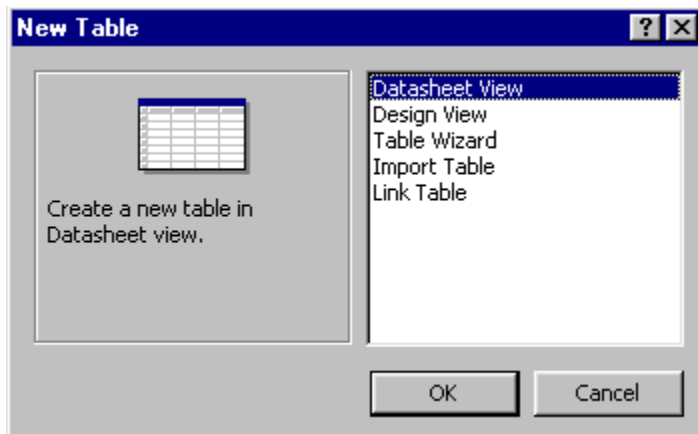 New Table
Create a new table in
Datasheet view.
Datasheet View
Design View
Table Wizard
Import Table
Link Table
OK
Cancel